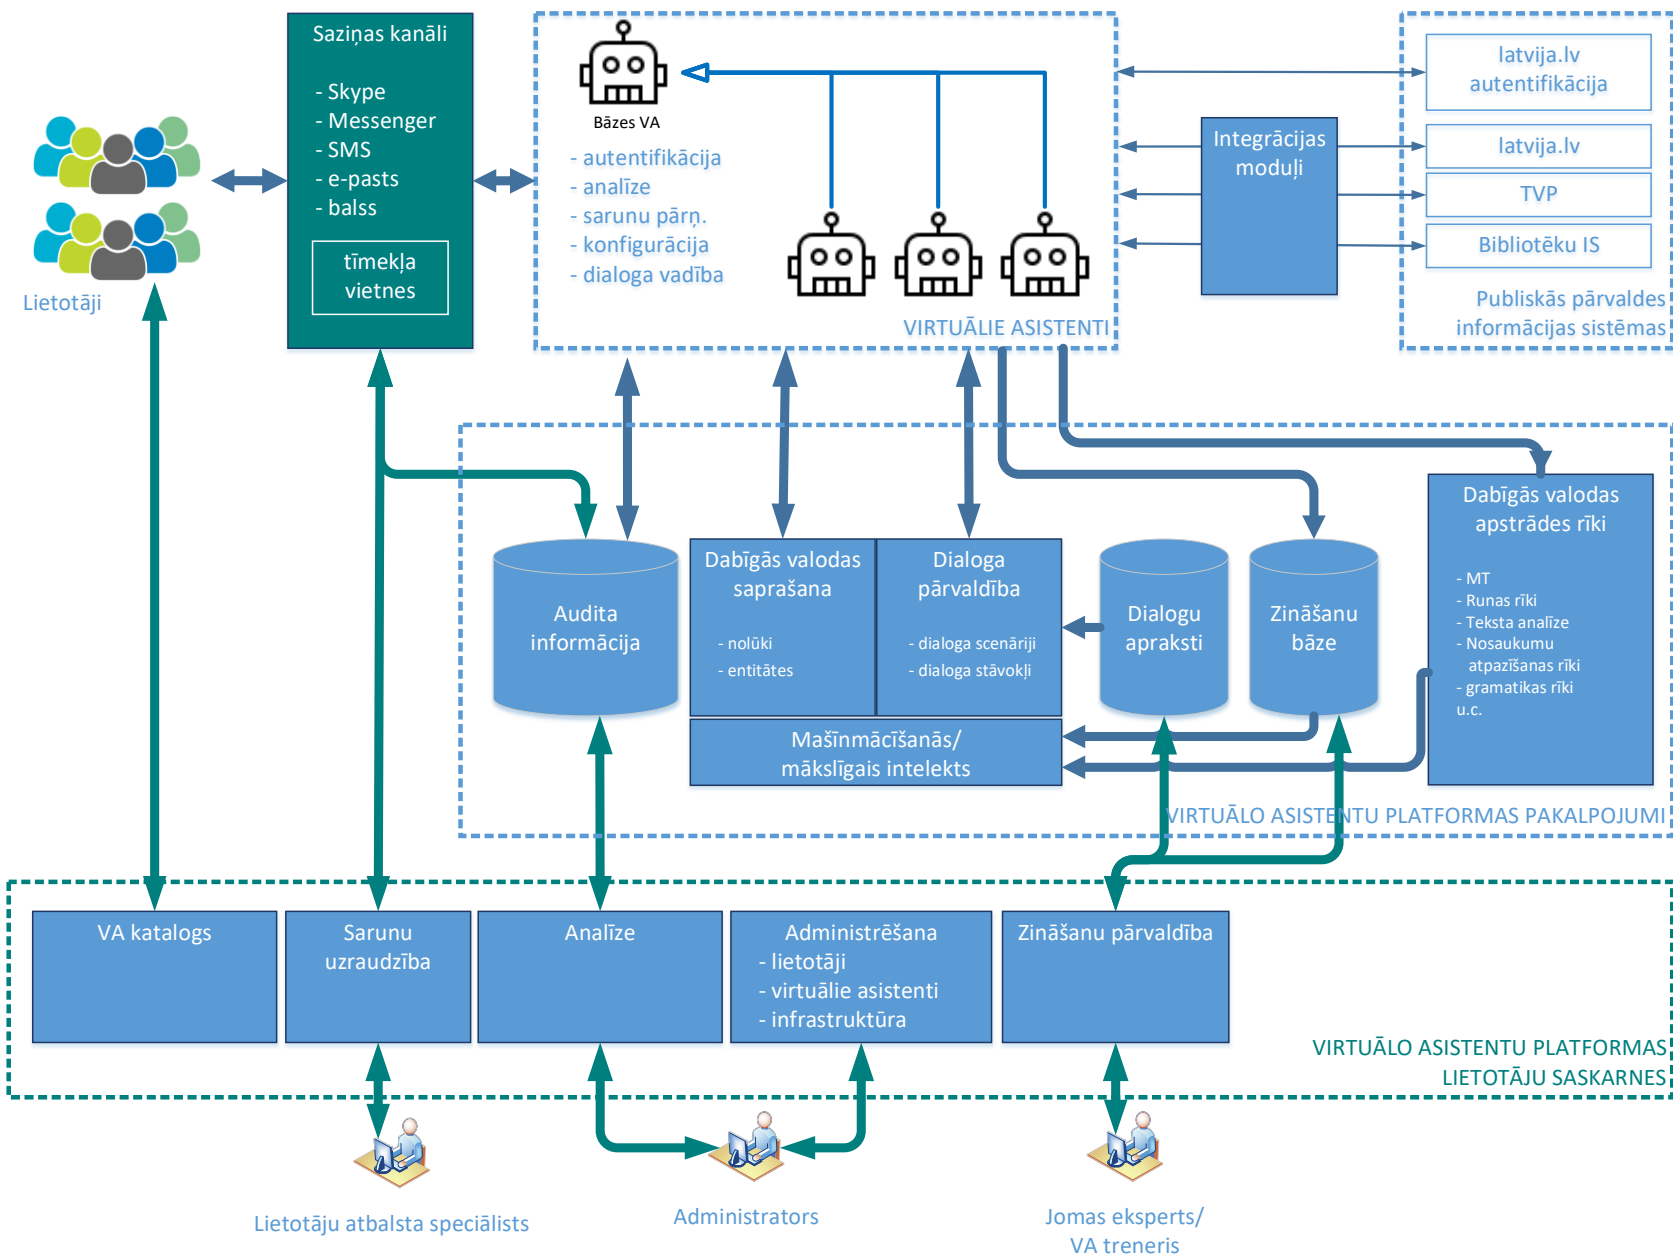 Saziņas kanāli
- Skype
- Messenger
- SMS
- e-pasts
- balss
tīmekļa
vietnes
Lietotāji
Bāzes VA
- autentifikācija
- analīze
- sarunu pārņ.
- konfigurācija
- dialoga vadība
VIRTUĀLIE ASISTENTI
Integrācijas
moduļi
latvija.lv
autentifikācija
latvija.lv
TVP
Bibliotēku IS
Publiskās pārvaldes
informācijas sistēmas
Audita
informācija
Dabīgās valodas
saprašana
- nolūki
- entitātes
Dialoga
pārvaldība
- dialoga scenāriji
- dialoga stāvokļi
Mašīnmācīšanās/
mākslīgais intelekts
Dialogu
apraksti
Zināšanu
bāze
Dabīgās valodas
apstrādes rīki
- MT
- Runas rīki
- Teksta analīze
- Nosaukumu
atpazīšanas rīki
- gramatikas rīki
u.c.
VIRTUĀLO ASISTENTU PLATFORMAS PAKALPOJUMI
VA katalogs
Sarunu
uzraudzība
Analīze
Administrēšana
- lietotāji
- virtuālie asistenti
- infrastruktūra
Zināšanu pārvaldība
VIRTUĀLO ASISTENTU PLATFORMAS
LIETOTĀJU SASKARNES
Lietotāju atbalsta speciālists
Administrators
Jomas eksperts/
VA treneris